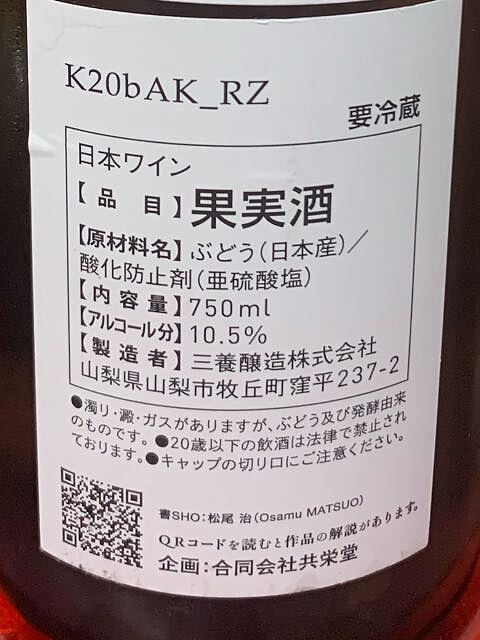 K20bAK_RZ
要冷蔵
日本ワイン
【品 目】果実酒
【原材料名】ぶどう(日本産)／
酸化防止剤(亜硫酸塩)
【内容量】750ml
【アルコール分】10.5%
【製造者】三養醸造株式会社
山梨県山梨市牧丘町窪平237-2
●濁り・澱・ガスがありますが、ぶどう及び発酵由来
のものです。●20歳以下の飲酒は法律で禁止され
ております。●キャップの切り口にご注意ください。
書SHO：松尾 治(Osamu MATSUO)
QRコードを読むと作品の解説があります。
企画：合同会社共栄堂